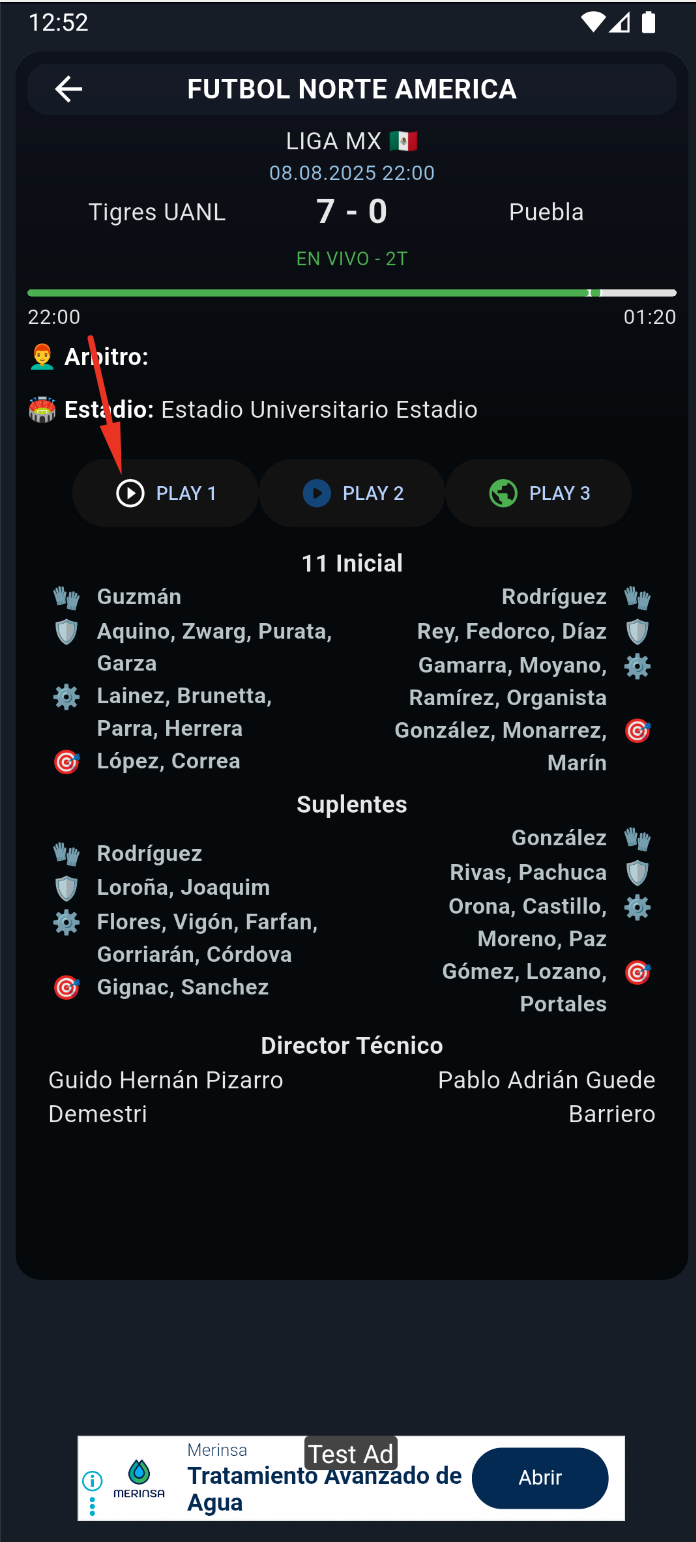 12:52
FUTBOL NORTE AMERICA
LIGA MX
08.08.2025 22:00
Tigres UANL 7 - 0 Puebla
EN VIVO - 2T
22:00 01:20
Arbitro:
Estadio: Estadio Universitario Estadio
PLAY 1 PLAY 2 PLAY 3
11 Inicial
Guzmán Rodríguez
Aquino, Zwarg, Purata, Rey, Fedorco, Díaz
Garza Gamarra, Moyano,
Lainez, Brunetta, Ramírez, Organista
Parra, Herrera González, Monarrez,
López, Correa Marín
Suplentes
González
Rodríguez
Rivas, Pachuca
Loroña, Joaquim
Orona, Castillo,
Flores, Vigón, Farfan,
Moreno, Paz
Gorriarán, Córdova
Gómez, Lozano,
Gignac, Sanchez
Portales
Director Técnico
Guido Hernán Pizarro Pablo Adrián Guede
Demestri Barriero
Merinsa
Test Ad
Tratamiento Avanzado de
Agua
MERINSA
Abrir